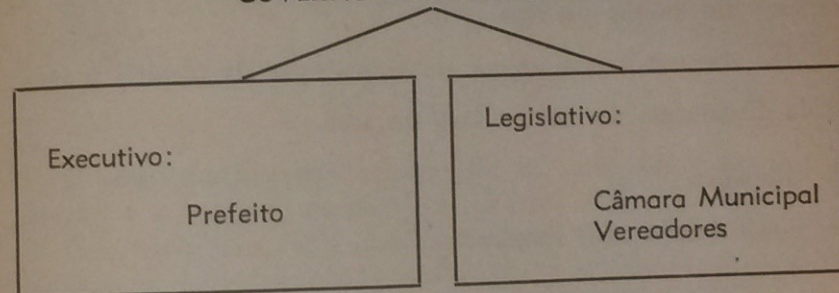 Executivo:
Prefeito
Legislativo:
Câmara Municipal
Vereadores